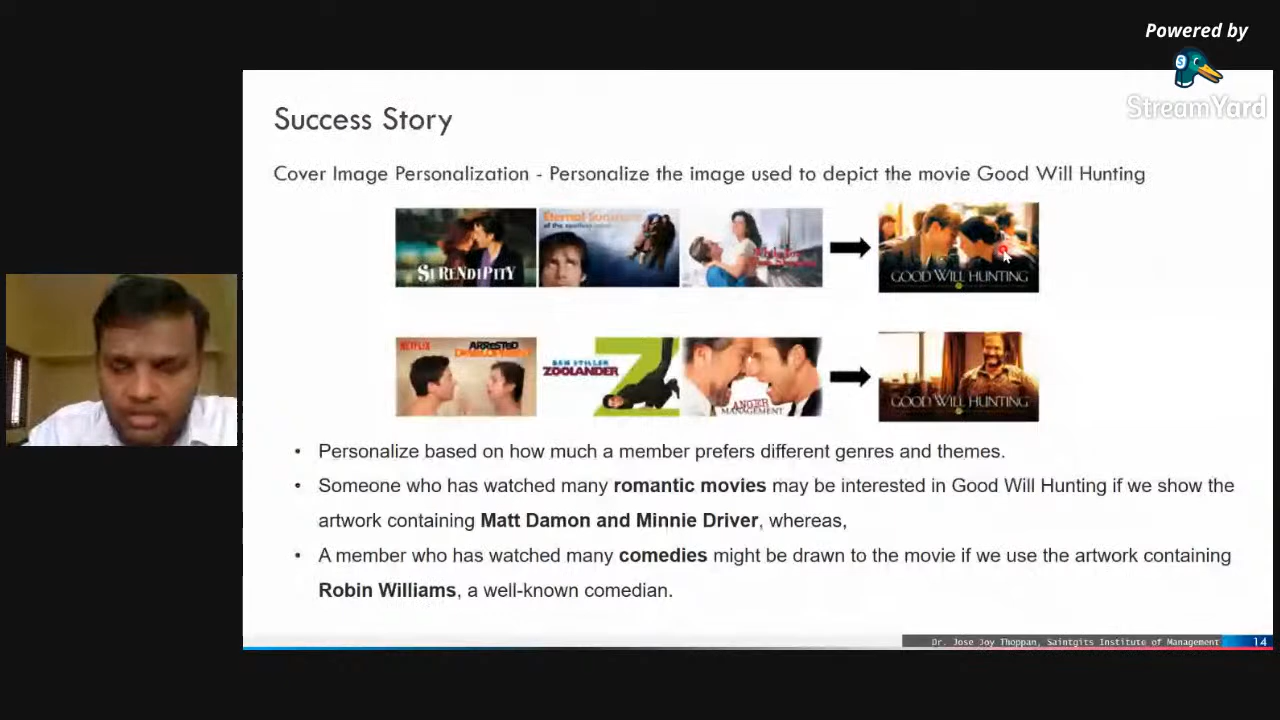 Powered by
S
StreamYard
Success Story
Cover Image Personalization - Personalize the image used to depict the movie Good Will Hunting
SERENDIPITY
Eternal Sunshine
of the spotless mind
GOOD WILL HUNTING
NETFLIX
ARRESTED
DEVELOPMENT
BEN STILLER
ZOOLANDER
Z
ANGER
MANAGEMENT
GOOD WILL HUNTING
• Personalize based on how much a member prefers different genres and themes.
• Someone who has watched many romantic movies may be interested in Good Will Hunting if we show the
artwork containing Matt Damon and Minnie Driver, whereas,
• A member who has watched many comedies might be drawn to the movie if we use the artwork containing
Robin Williams, a well-known comedian.
Dr. Jose Joy Thoppan, Saintgits Institute of Management 14